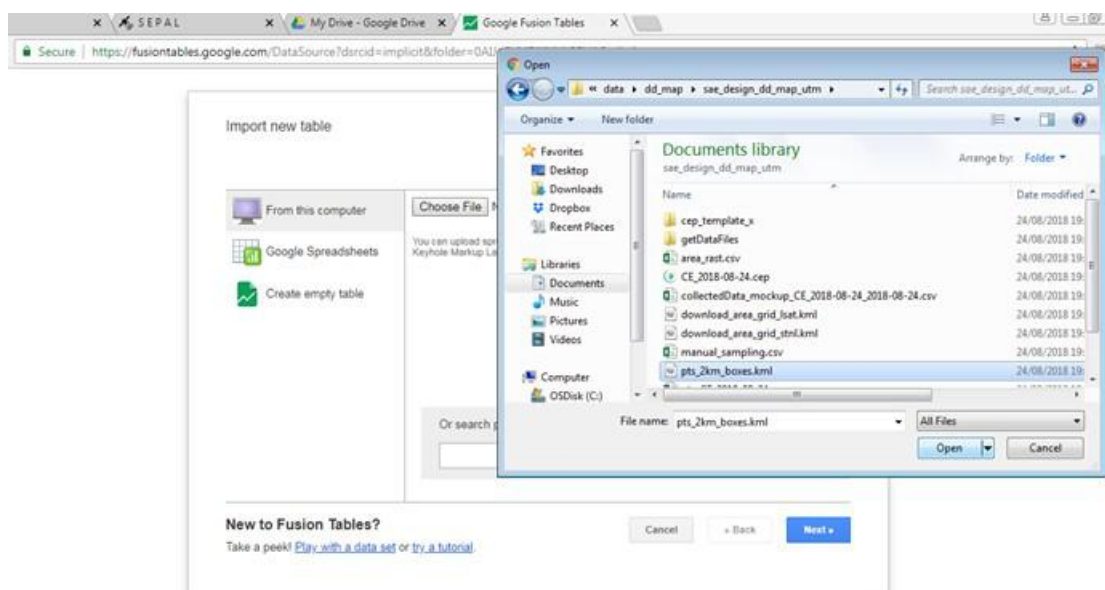 SEPAL
My Drive - Google Drive
Google Fusion Tables
Secure
https://fusiontables.google.com/DataSource?dsrcid=implicit&folder=
Import new table
From this computer
Google Spreadsheets
Create empty table
Choose File
You can upload
Keyhole Markup
Or search
New to Fusion Tables?
Take a peek! Play with a data set or try a tutorial.
Cancel
« Back
Next »
Open
« data ▸ dd_map ▸ sae_design_dd_map_utm ▸
Search sae_design_dd_map_ut...
Organize
New folder
Favorites
Desktop
Downloads
Dropbox
Recent Places
Libraries
Documents
Music
Pictures
Videos
Computer
OSDisk (C:)
Documents library
sae_design_dd_map_utm
Arrange by: Folder
Name
Date modified
cep_template_x
24/08/2018 19:
getDataFiles
24/08/2018 19:
area_rast.csv
24/08/2018 19:
CE_2018-08-24.cep
24/08/2018 19:
collectedData_mockup_CE_2018-08-24_2018-08-24.csv
24/08/2018 19:
download_area_grid_lsat.kml
24/08/2018 19:
download_area_grid_stnl.kml
24/08/2018 19:
manual_sampling.csv
24/08/2018 19:
pts_2km_boxes.kml
24/08/2018 19:
File name: pts_2km_boxes.kml
All Files
Open
Cancel